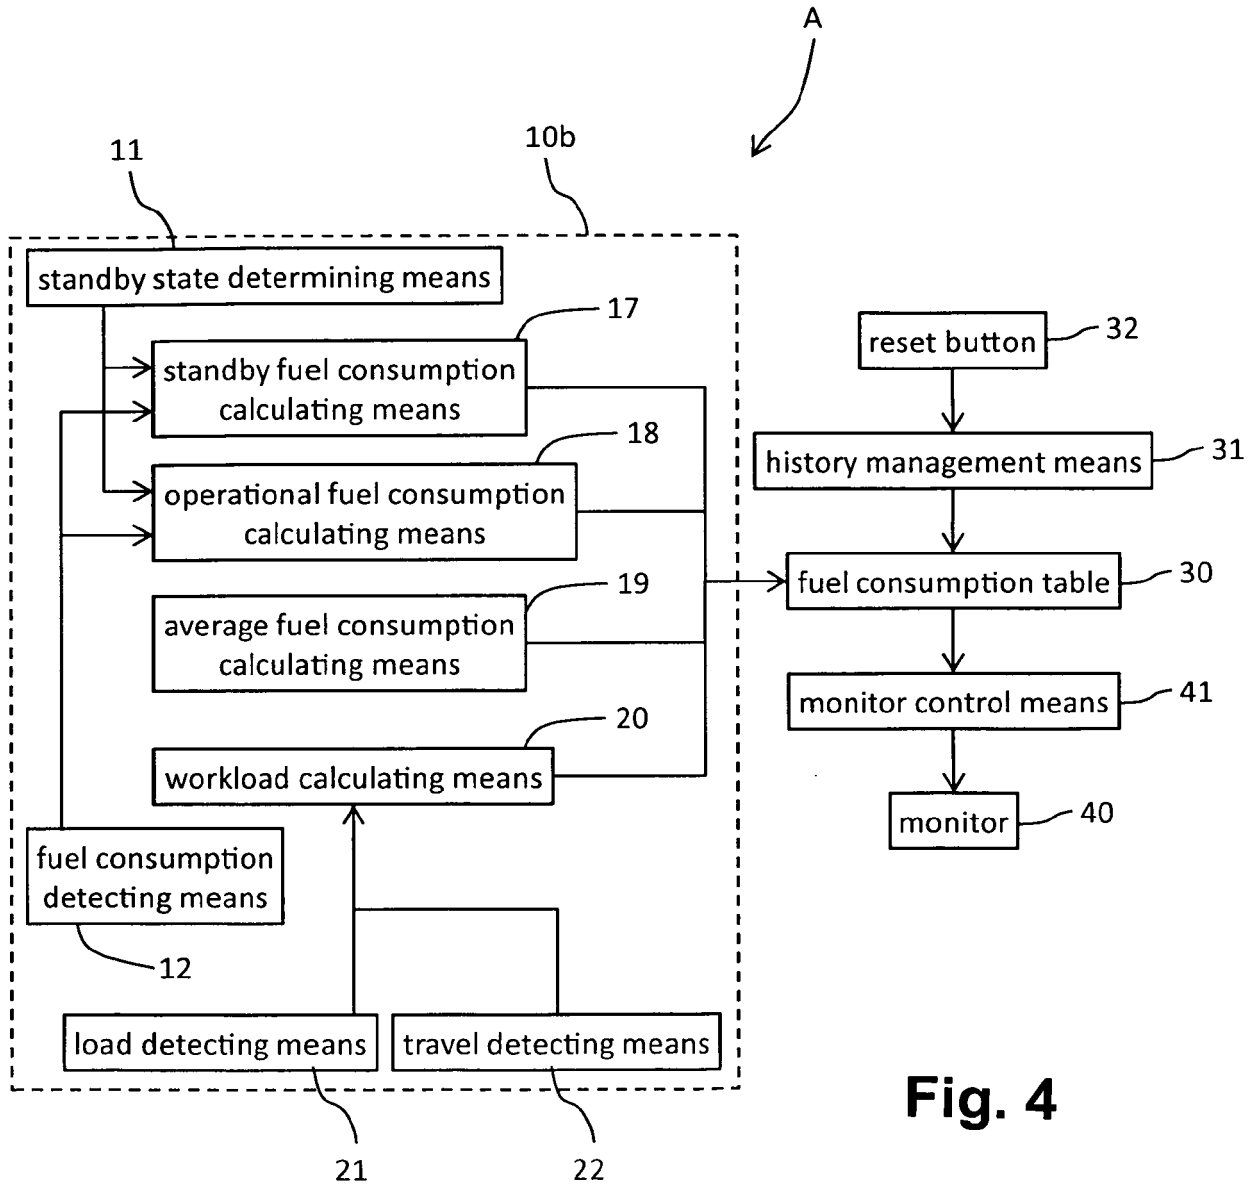 A
10b
11
standby state determining means
17
standby fuel consumption
calculating means
18
operational fuel consumption
calculating means
19
average fuel consumption
calculating means
20
workload calculating means
fuel consumption
detecting means
12
load detecting means
travel detecting means
21
22
reset button
32
history management means
31
fuel consumption table
30
monitor control means
41
monitor
40
Fig. 4